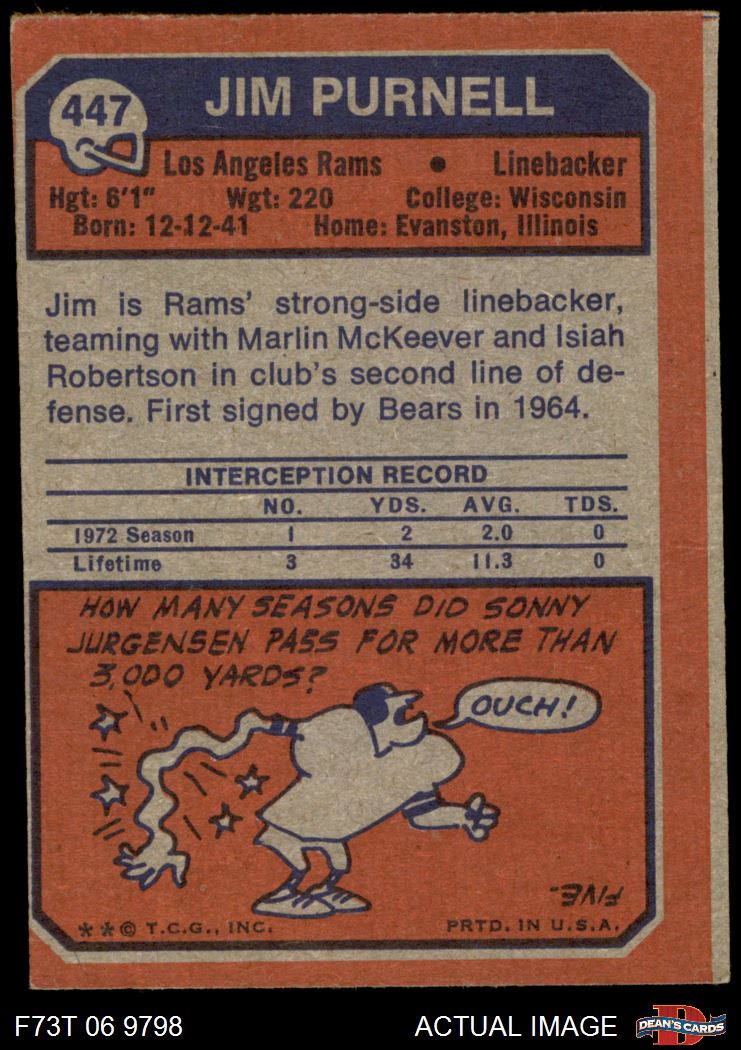 447
JIM PURNELL
Los Angeles Rams • Linebacker
Hgt: 6'1" Wgt: 220 College: Wisconsin
Born: 12-12-41 Home: Evanston, Illinois
Jim is Rams' strong-side linebacker,
teaming with Marlin McKeever and Isiah
Robertson in club's second line of de-
fense. First signed by Bears in 1964.
INTERCEPTION RECORD
NO. YDS. AVG. TDS.
1972 Season 1 2 2.0 0
Lifetime 3 34 11.3 0
HOW MANY SEASONS DID SONNY
JURGENSEN PASS FOR MORE THAN
3,000 YARDS?
OUCH!
FIVE.
**© T.C.G., INC. PRTD. IN U.S.A.
F73T 06 9798 ACTUAL IMAGE
D
DEAN'S CARDS